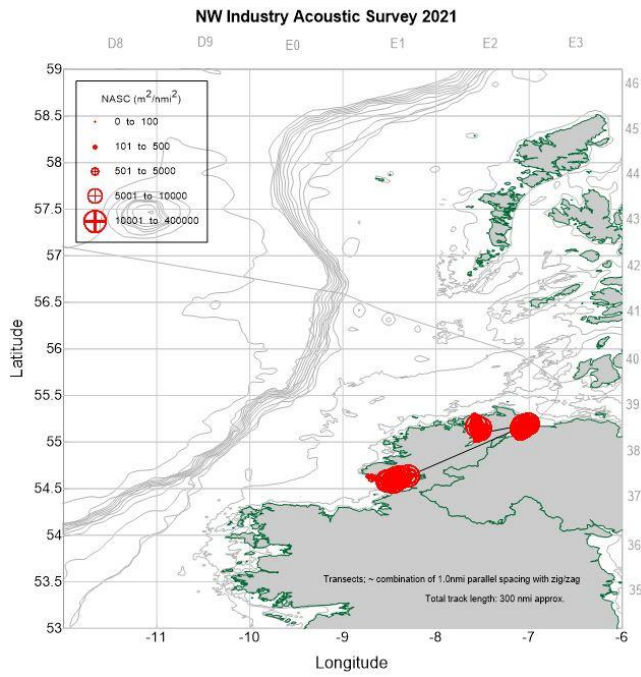 NW Industry Acoustic Survey 2021
D8 D9 E0 E1 E2 E3
59
58.5
58
57.5
57
56.5
56
55.5
55
54.5
54
53.5
53
Latitude
NASC (m²/nmi²)
0 to 100
101 to 500
501 to 5000
5001 to 10000
10001 to 400000
46
45
44
43
42
41
40
39
38
37
36
35
Transects; ~ combination of 1.0nmi parallel spacing with zig/zag
Total track length: 300 nmi approx.
-11 -10 -9 -8 -7 -6
Longitude